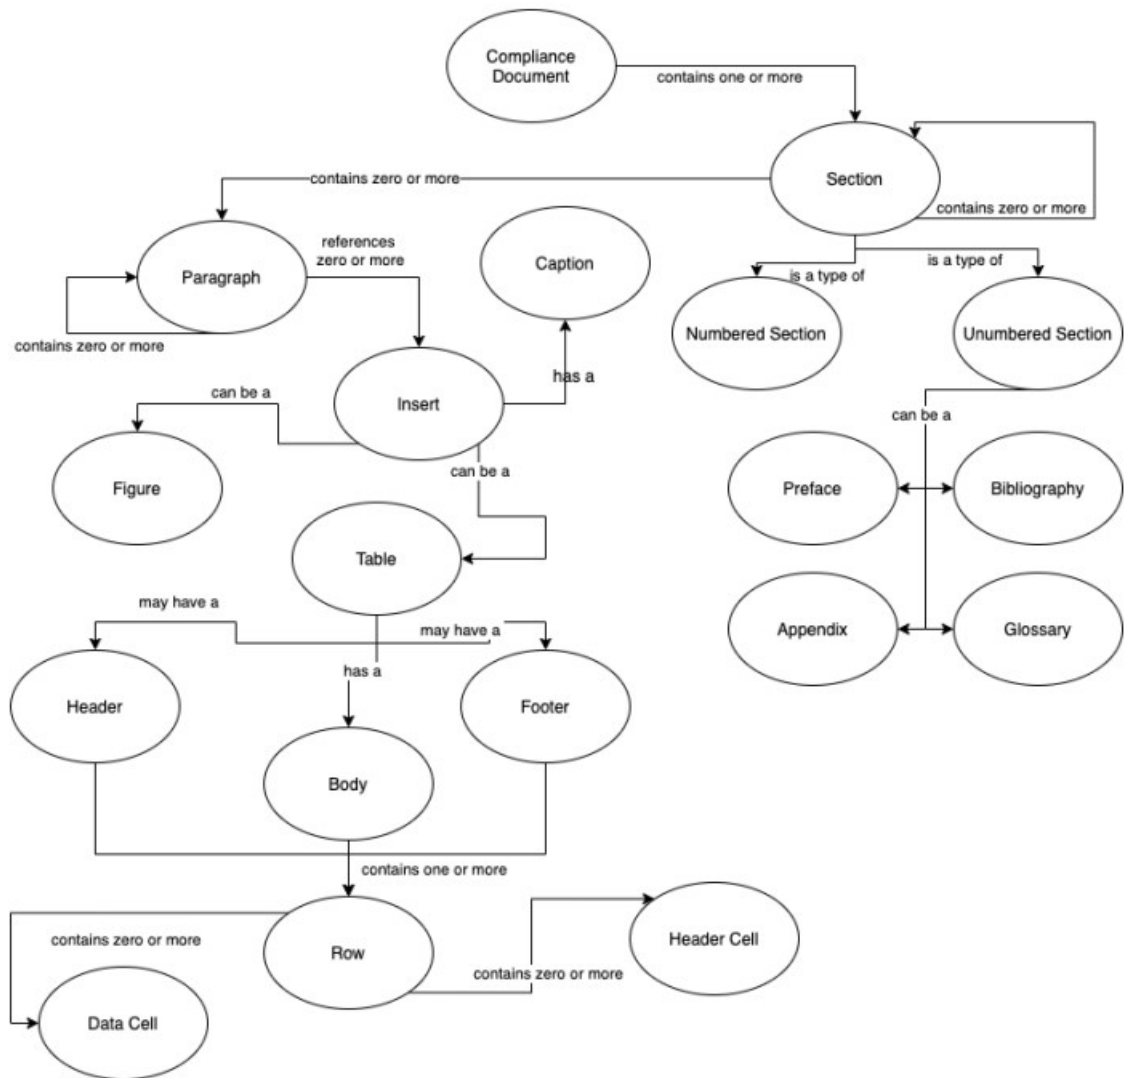 Compliance
Document
contains one or more
Section
contains zero or more
contains zero or more
references
zero or more
Caption
Paragraph
is a type of
is a type of
contains zero or more
Numbered Section
Unumbered Section
has a
can be a
Insert
can be a
can be a
Figure
Preface
Bibliography
Table
may have a
may have a
Appendix
Glossary
has a
Header
Footer
Body
contains one or more
contains zero or more
Row
Header Cell
contains zero or more
Data Cell